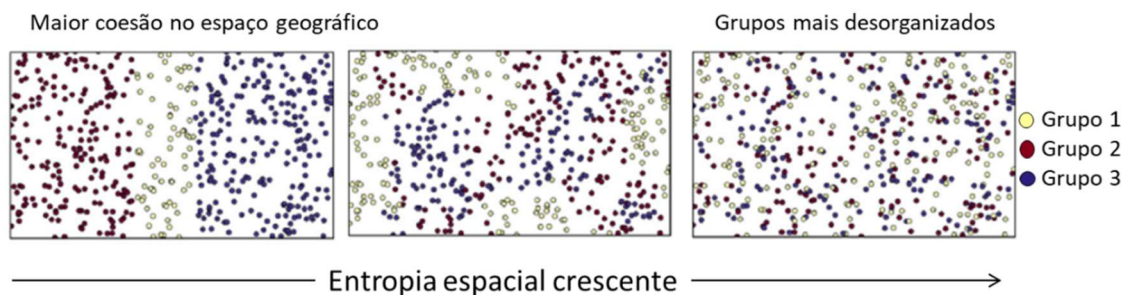 Maior coesão no espaço geográfico
Grupos mais desorganizados
Grupo 1
Grupo 2
Grupo 3
Entropia espacial crescente